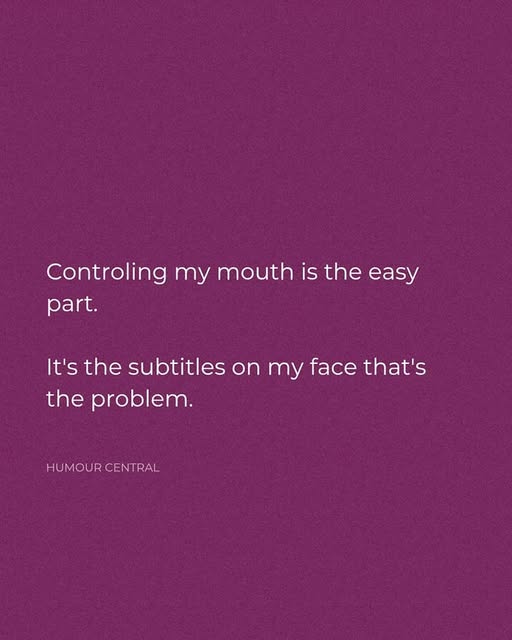 Controling my mouth is the easy
part.
It's the subtitles on my face that's
the problem.
HUMOUR CENTRAL